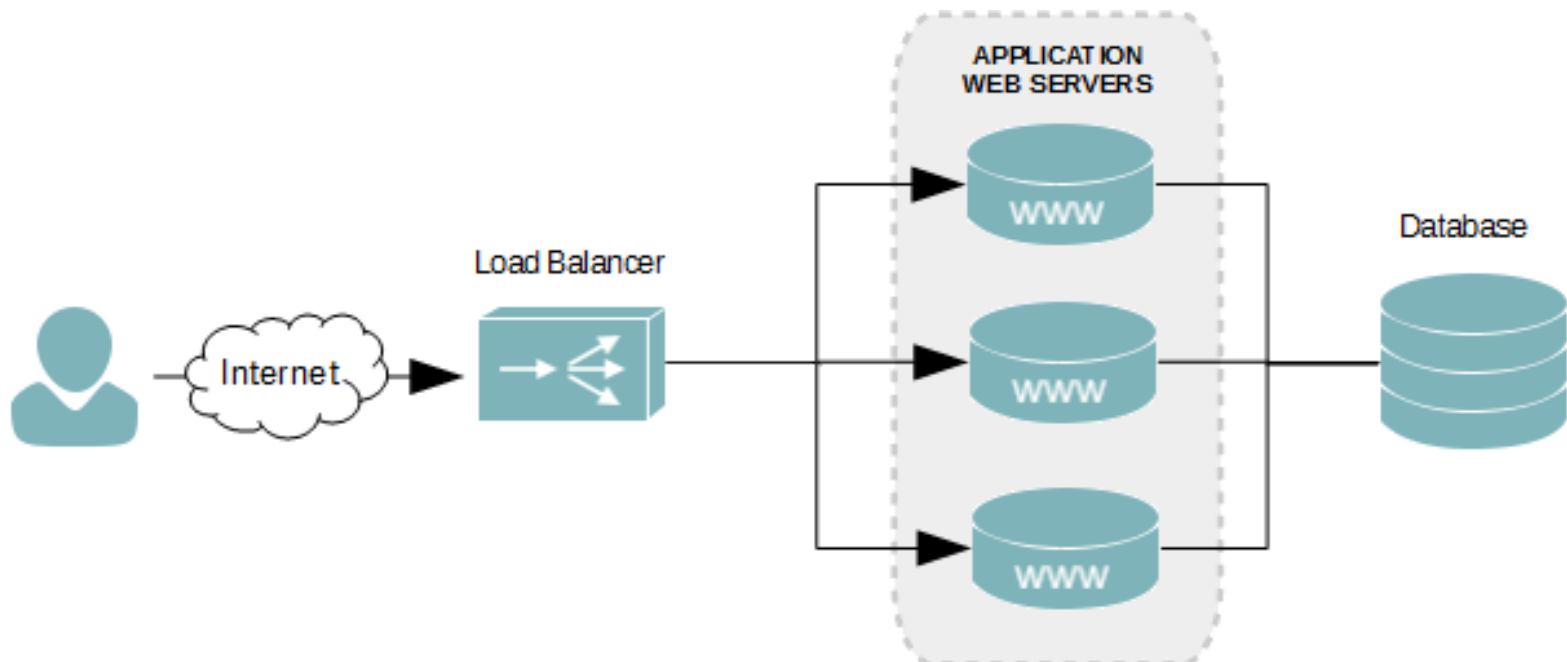 APPLICATION
WEB SERVERS
WWW
Database
Load Balancer
Internet
WWW
WWW